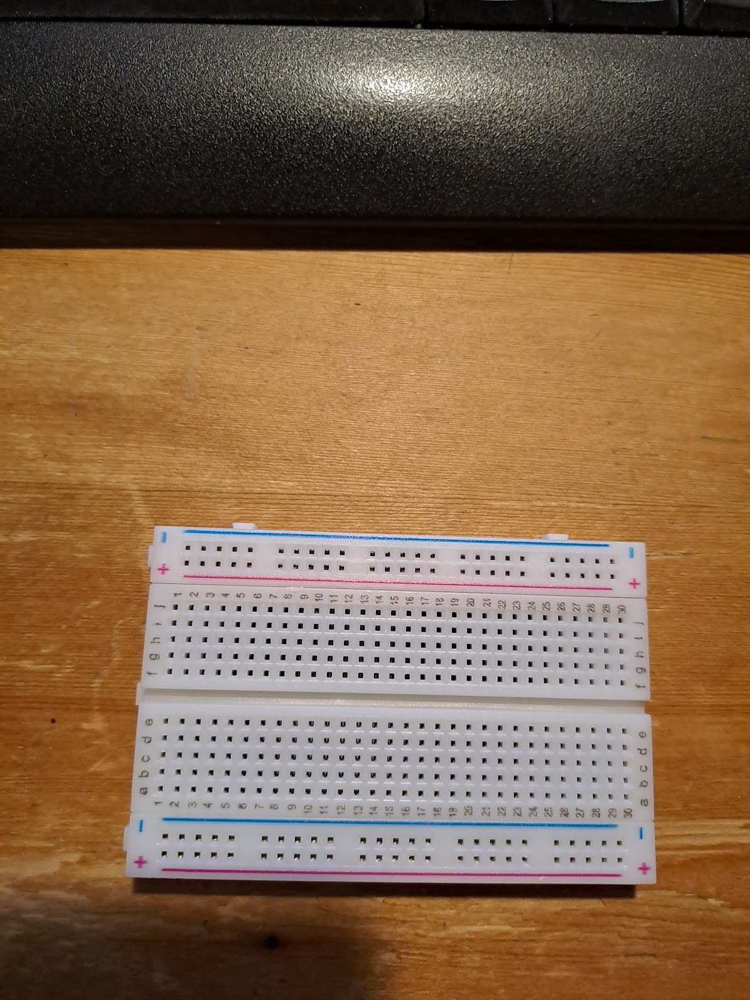 – –
+ +
1 2 3 4 5 6 7 8 9 10 11 12 13 14 15 16 17 18 19 20 21 22 23 24 25 26 27 28 29 30
j j
i i
h h
g g
f f
e e
d d
c c
b b
a a
1 2 3 4 5 6 7 8 9 10 11 12 13 14 15 16 17 18 19 20 21 22 23 24 25 26 27 28 29 30
– –
+ +